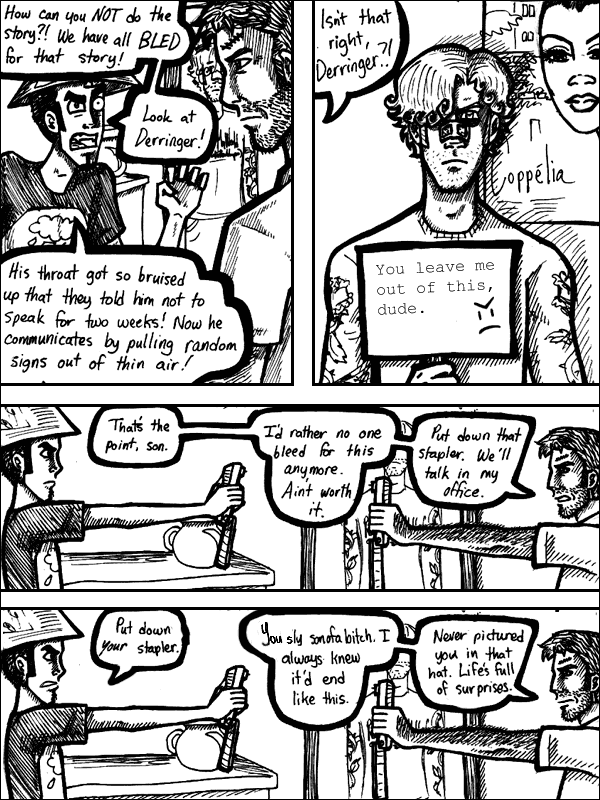 How can you NOT do the
story?! We have all BLED
for that story!
Look at
Derringer!
His throat got so bruised
up that they told him not to
speak for two weeks! Now he
communicates by pulling random
signs out of thin air!
Isn't that
right,
Derringer..?!
Coppélia
You leave me
out of this,
dude.
That's the
point, son.
I'd rather no one
bleed for this
anymore.
Aint worth
it.
Put down that
stapler. We'll
talk in my
office.
Put down
your stapler.
You sly sonofabitch. I
always knew
it'd end
like this.
Never pictured
you in that
hat. Life's full
of surprises.